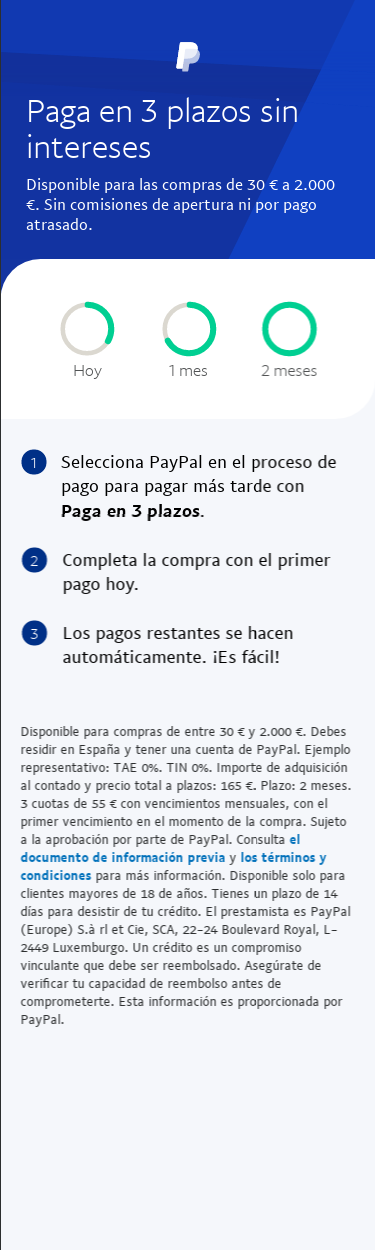 Paga en 3 plazos sin
intereses
Disponible para las compras de 30 € a 2.000
€. Sin comisiones de apertura ni por pago
atrasado.
Hoy
1 mes
2 meses
1 Selecciona PayPal en el proceso de
pago para pagar más tarde con
Paga en 3 plazos.
2 Completa la compra con el primer
pago hoy.
3 Los pagos restantes se hacen
automáticamente. ¡Es fácil!
Disponible para compras de entre 30 € y 2.000 €. Debes
residir en España y tener una cuenta de PayPal. Ejemplo
representativo: TAE 0%. TIN 0%. Importe de adquisición
al contado y precio total a plazos: 165 €. Plazo: 2 meses.
3 cuotas de 55 € con vencimientos mensuales, con el
primer vencimiento en el momento de la compra. Sujeto
a la aprobación por parte de PayPal. Consulta el
documento de información previa y los términos y
condiciones para más información. Disponible solo para
clientes mayores de 18 de años. Tienes un plazo de 14
días para desistir de tu crédito. El prestamista es PayPal
(Europe) S.à rl et Cie, SCA, 22-24 Boulevard Royal, L-
2449 Luxemburgo. Un crédito es un compromiso
vinculante que debe ser reembolsado. Asegúrate de
verificar tu capacidad de reembolso antes de
comprometerte. Esta información es proporcionada por
PayPal.